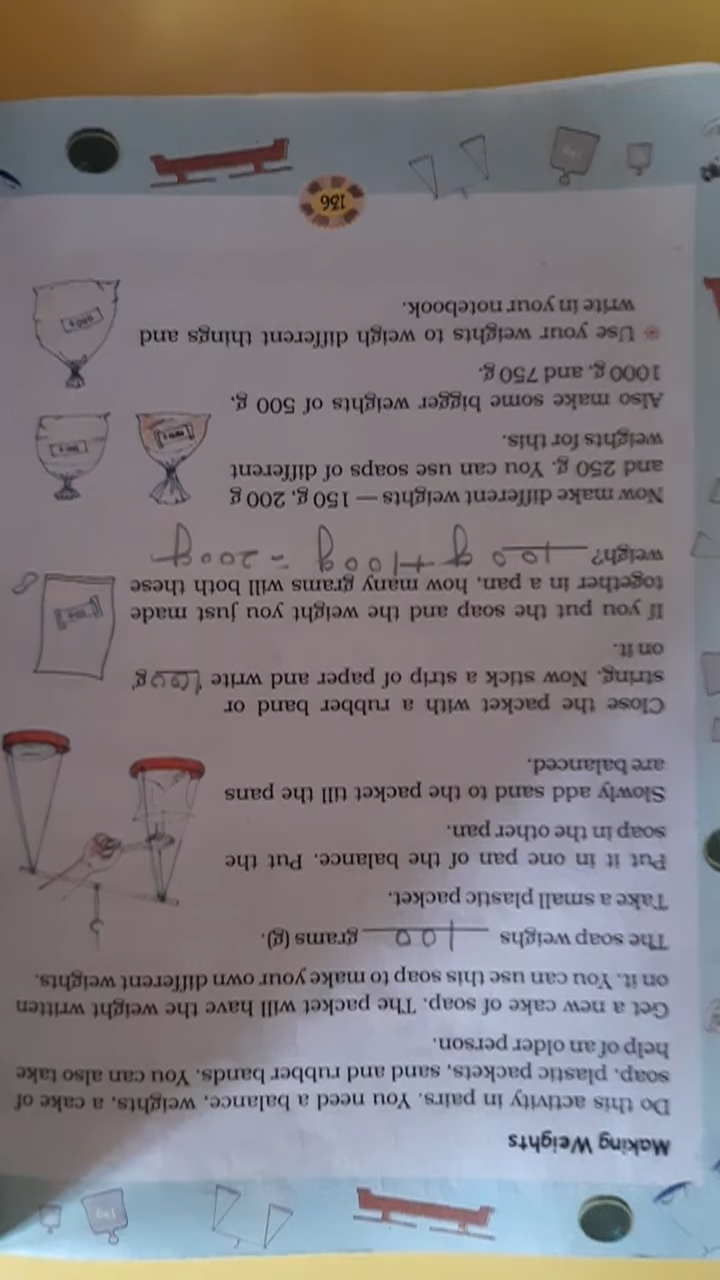 Making Weights
Do this activity in pairs. You need a balance, weights, a cake of
soap, plastic packets, sand and rubber bands. You can also take
help of an older person.
Get a new cake of soap. The packet will have the weight written
on it. You can use this soap to make your own different weights.
The soap weighs 100 grams (g).
Take a small plastic packet.
Put it in one pan of the balance. Put the
soap in the other pan.
Slowly add sand to the packet till the pans
are balanced.
Close the packet with a rubber band or
string. Now stick a strip of paper and write 100g
on it.
If you put the soap and the weight you just made
together in a pan, how many grams will both these
weigh? 100 g + 100g = 200g
Now make different weights — 150 g, 200 g
and 250 g. You can use soaps of different
weights for this.
Also make some bigger weights of 500 g,
1000 g, and 750 g.
* Use your weights to weigh different things and
write in your notebook.
136